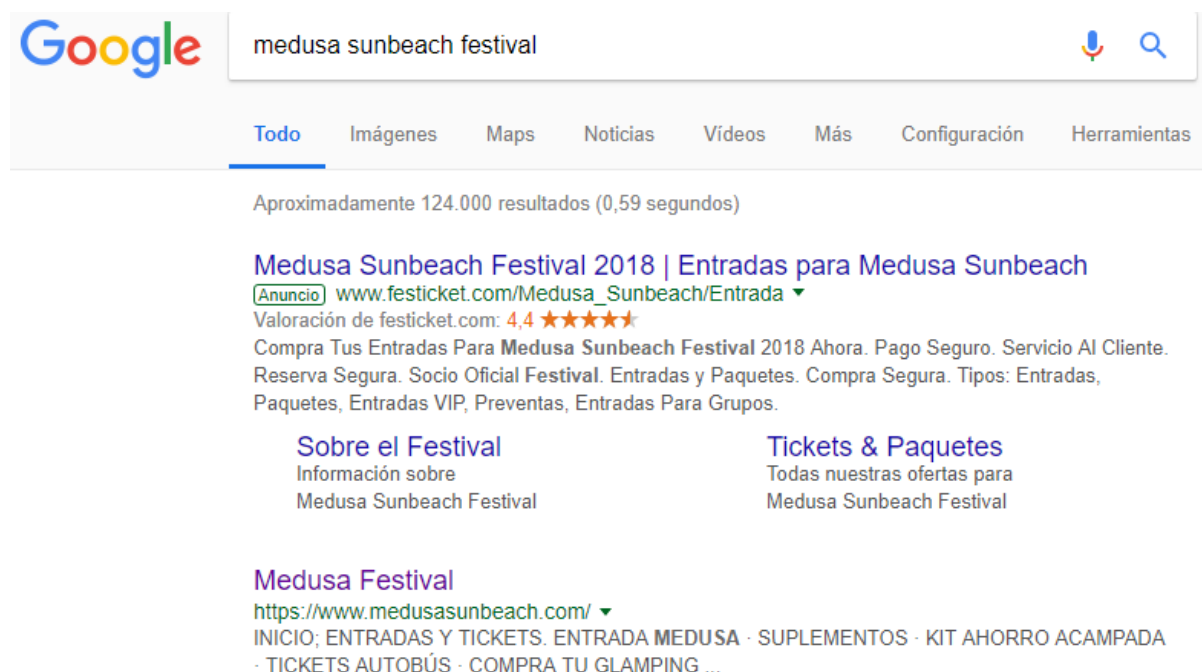 Google
medusa sunbeach festival
Todo Imágenes Maps Noticias Vídeos Más Configuración Herramientas
Aproximadamente 124.000 resultados (0,59 segundos)
Medusa Sunbeach Festival 2018 | Entradas para Medusa Sunbeach
Anuncio www.festicket.com/Medusa_Sunbeach/Entrada
Valoración de festicket.com: 4,4
Compra Tus Entradas Para Medusa Sunbeach Festival 2018 Ahora. Pago Seguro. Servicio Al Cliente.
Reserva Segura. Socio Oficial Festival. Entradas y Paquetes. Compra Segura. Tipos: Entradas,
Paquetes, Entradas VIP, Preventas, Entradas Para Grupos.
Sobre el Festival
Información sobre
Medusa Sunbeach Festival
Tickets & Paquetes
Todas nuestras ofertas para
Medusa Sunbeach Festival
Medusa Festival
https://www.medusasunbeach.com/
INICIO; ENTRADAS Y TICKETS. ENTRADA MEDUSA · SUPLEMENTOS · KIT AHORRO ACAMPADA
· TICKETS AUTOBÚS · COMPRA TU GLAMPING ...